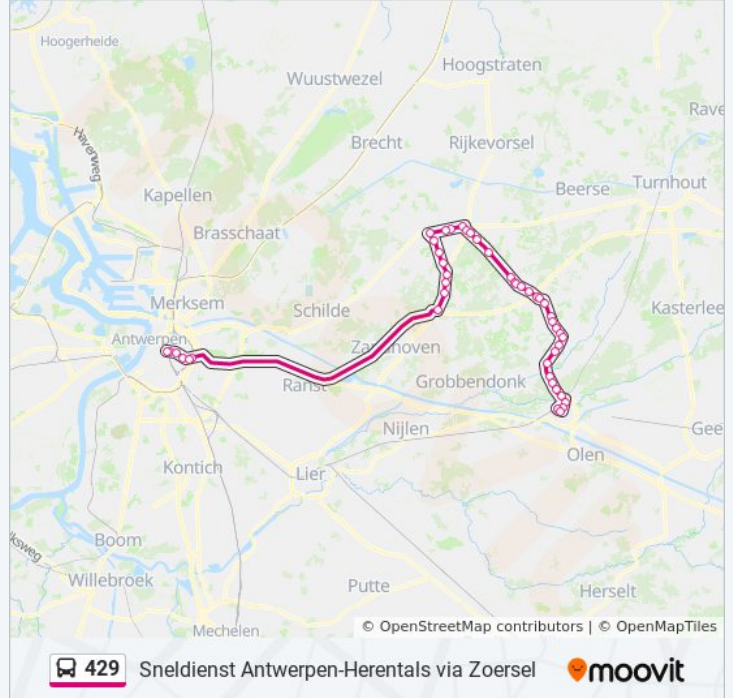 Hoogerheide
Hoogstraten
Wuustwezel
Rave
Havenweg
Brecht
Rijkevorsel
Turnhout
Beerse
Kapellen
Brasschaat
Merksem
Schilde
Kasterlee
Antwerpen
Zandhoven
Ranst
Grobbendonk
Nijlen
Gee
Olen
Kontich
Lier
ksweg
Boom
Willebroek
Putte
Herselt
Mechelen
© OpenStreetMap contributors | © OpenMapTiles
429 Sneldienst Antwerpen-Herentals via Zoersel moovit